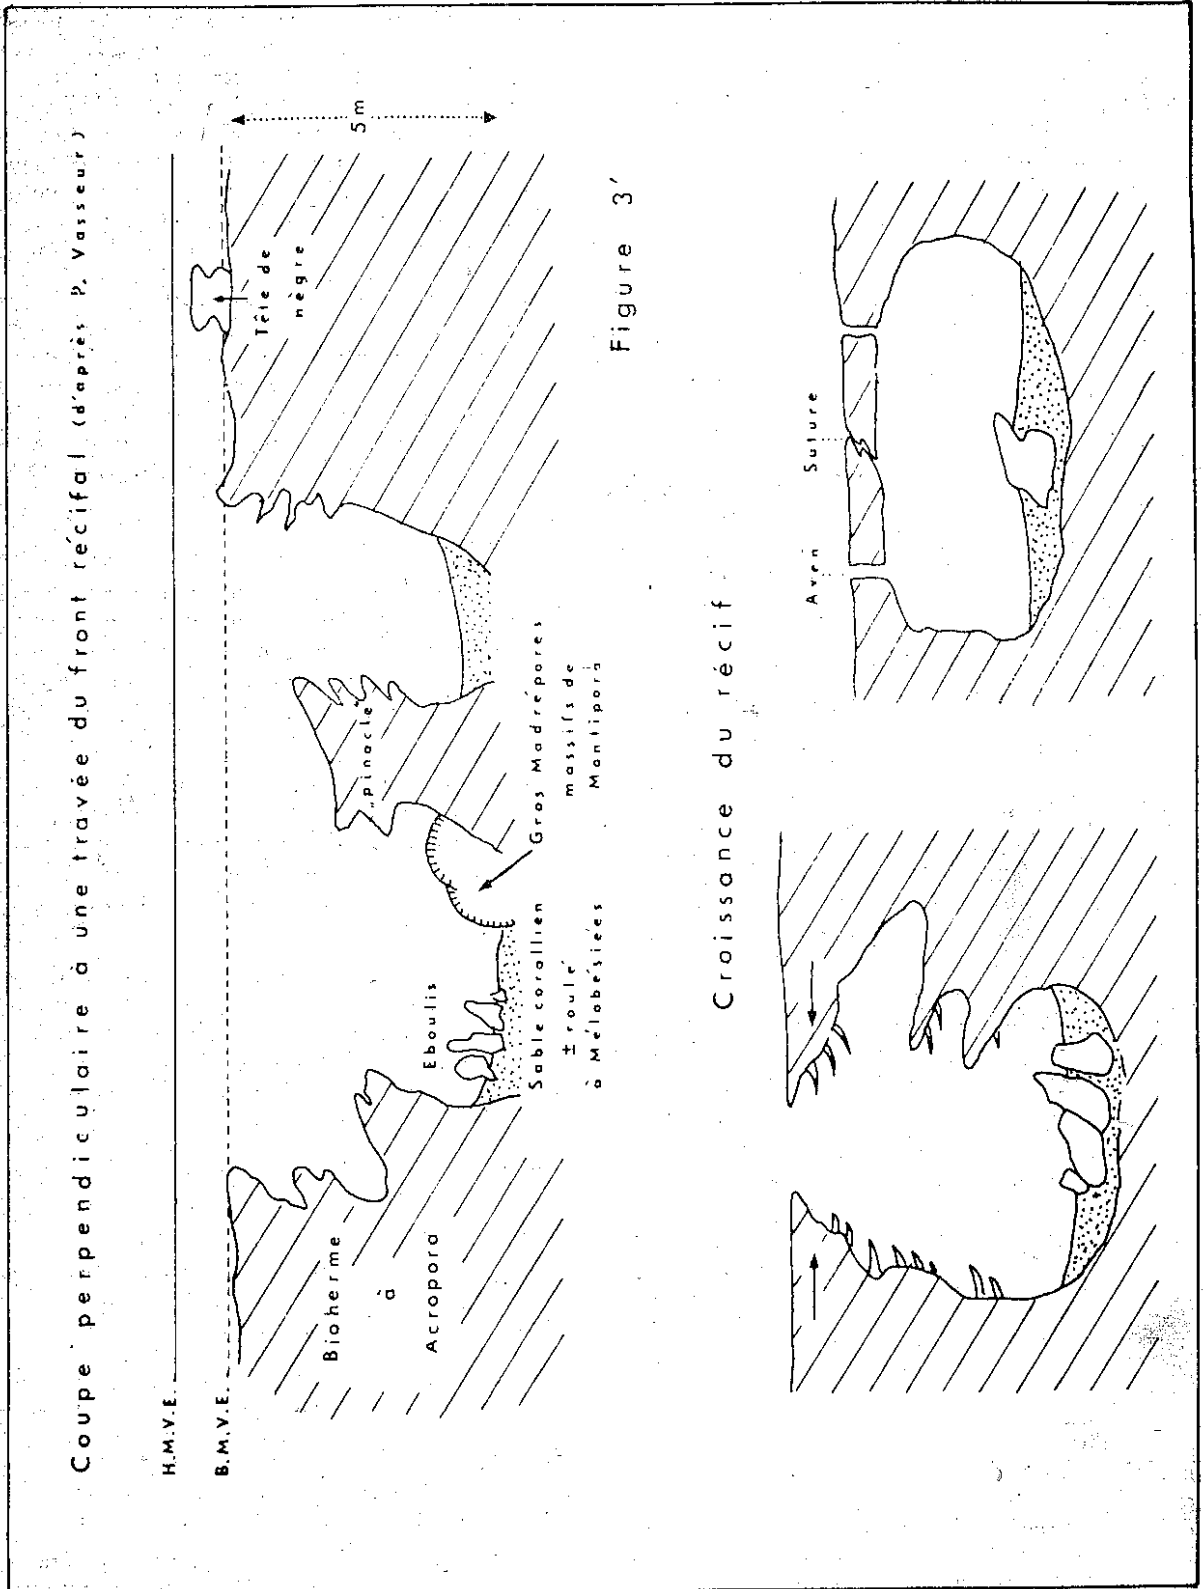 Coupe perpendiculaire à une travée du front récifal (d'après P. Vasseur)
H.M.V.E.
B.M.V.E.
5 m
Tête de
nègre
Bioherme
à
Acropora
Eboulis
pinacle
Sable corallien
± roulé
à Mélobésiées
Gros Madrépores
massifs de
Montipora
Figure 3'
Croissance du récif
Aven
Suture